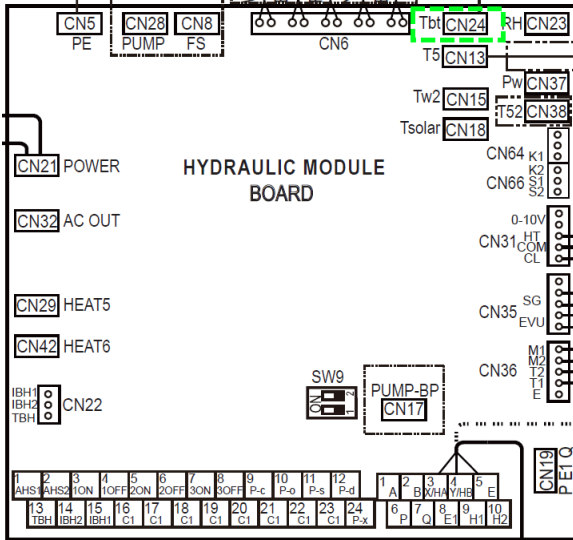 CN5
PE
CN28
PUMP
CN8
FS
CN6
Tbt CN24
RH CN23
T5 CN13
Pw CN37
Tw2 CN15
T52 CN38
Tsolar CN18
CN64 K1
K2
CN66 S1
S2
CN21 POWER
HYDRAULIC MODULE
BOARD
CN32 AC OUT
0-10V
CN31 HT
COM
CL
CN29 HEAT5
CN35 SG
EVU
CN42 HEAT6
M1
M2
CN36 T2
T1
E
IBH1
IBH2 CN22
TBH
SW9
ON 1 2
PUMP-BP
CN17
CN19
P E1 Q
1 AHS1 2 AHS2 3 1ON 4 1OFF 5 2ON 6 2OFF 7 3ON 8 3OFF 9 P-c 10 P-o 11 P-s 12 P-d
13 TBH 14 IBH2 15 IBH1 16 C1 17 C1 18 C1 19 C1 20 C1 21 C1 22 C1 23 C1 24 P-x
1 A 2 B 3 X/HA 4 Y/HB 5 E
6 P 7 Q 8 E1 9 H1 10 H2